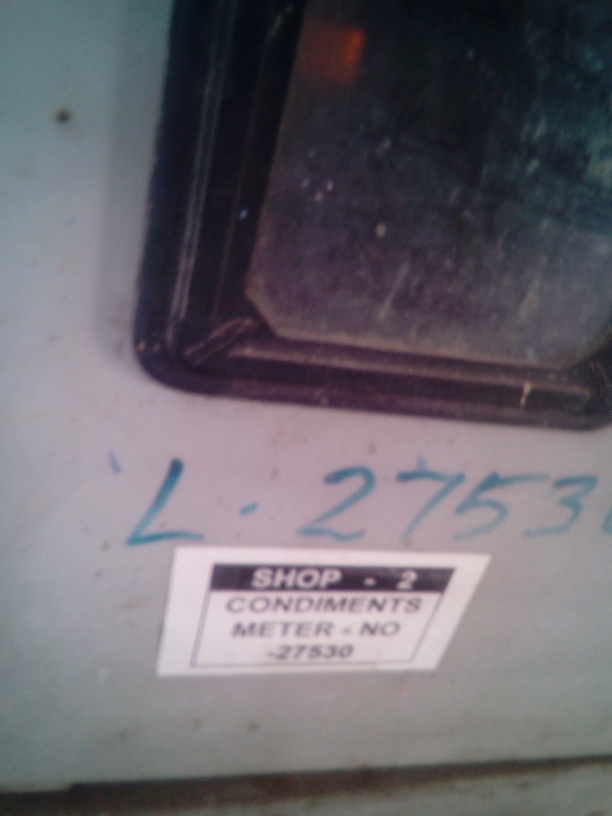 L. 2753
SHOP - 2
CONDIMENTS
METER - NO
-27530